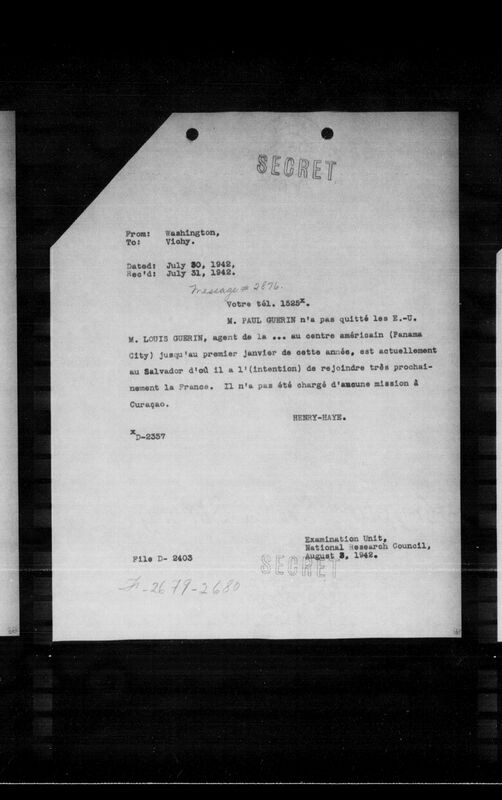 SECRET
From: Washington,
To: Vichy.
Dated: July 30, 1942,
Rec'd: July 31, 1942.
Message # 2876.
Votre tél. 1525x.
M. PAUL GUERIN n'a pas quitté les E.-U.
M. LOUIS GUERIN, agent de la ... au centre américain (Panama
City) jusqu'au premier janvier de cette année, est actuellement
au Salvador d'où il a l'(intention) de rejoindre très prochai-
nement la France. Il n'a pas été chargé d'aucune mission à
Curaçao.
HENRY-HAYE.
xD-2357
Examination Unit,
National Research Council,
August 3, 1942.
File D- 2403
SECRET
F-2679-2680